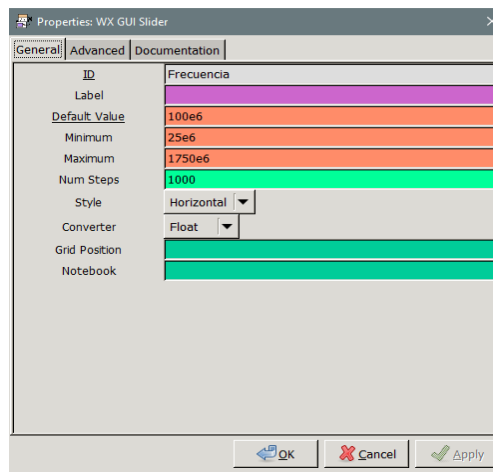 Properties: WX GUI Slider
General Advanced Documentation
ID Frecuencia
Label
Default Value 100e6
Minimum 25e6
Maximum 1750e6
Num Steps 1000
Style Horizontal
Converter Float
Grid Position
Notebook
OK Cancel Apply